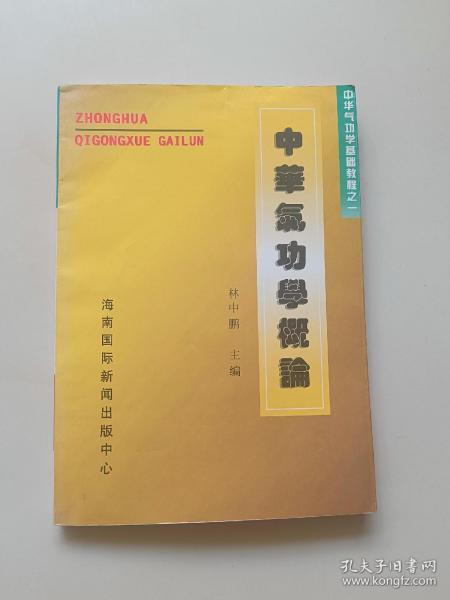 ZHONGHUA
QIGONGXUE GAILUN
中华气功学基础教程之一
中華氣功學概論
林中鹏 主编
海南国际新闻出版中心
孔夫子旧书网
www.kongfz.com